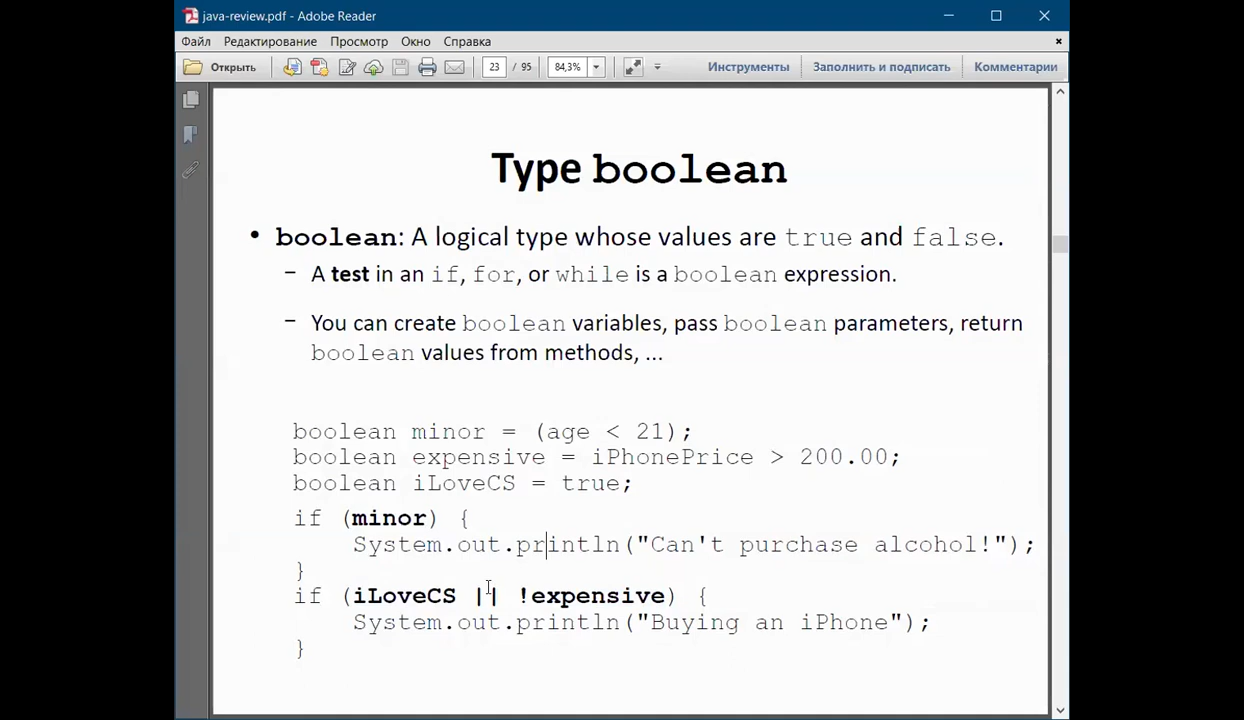 java-review.pdf - Adobe Reader
Файл Редактирование Просмотр Окно Справка
Открыть 23 / 95 84,3% Инструменты Заполнить и подписать Комментарии
Type boolean
• boolean: A logical type whose values are true and false.
– A test in an if, for, or while is a boolean expression.
– You can create boolean variables, pass boolean parameters, return
boolean values from methods, ...
boolean minor = (age < 21);
boolean expensive = iPhonePrice > 200.00;
boolean iLoveCS = true;
if (minor) {
System.out.println("Can't purchase alcohol!");
}
if (iLoveCS || !expensive) {
System.out.println("Buying an iPhone");
}